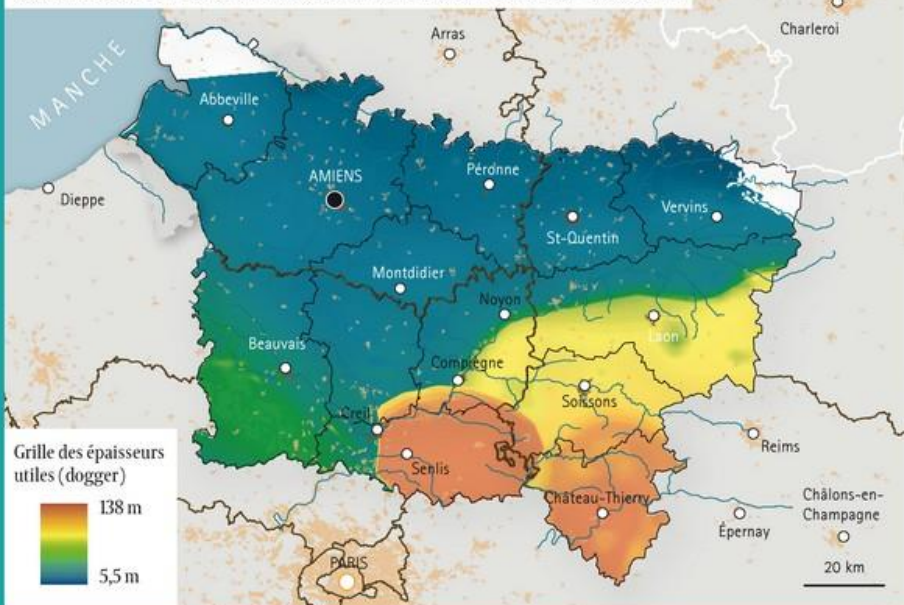 Charleroi
Arras
MANCHE
Abbeville
AMIENS
Péronne
Dieppe
St-Quentin
Vervins
Montdidier
Noyon
Laon
Beauvais
Compiègne
Soissons
Creil
Senlis
Reims
Grille des épaisseurs
utiles (dogger)
138 m
5,5 m
Château-Thierry
Épernay
Châlons-en-
Champagne
PARIS
20 km